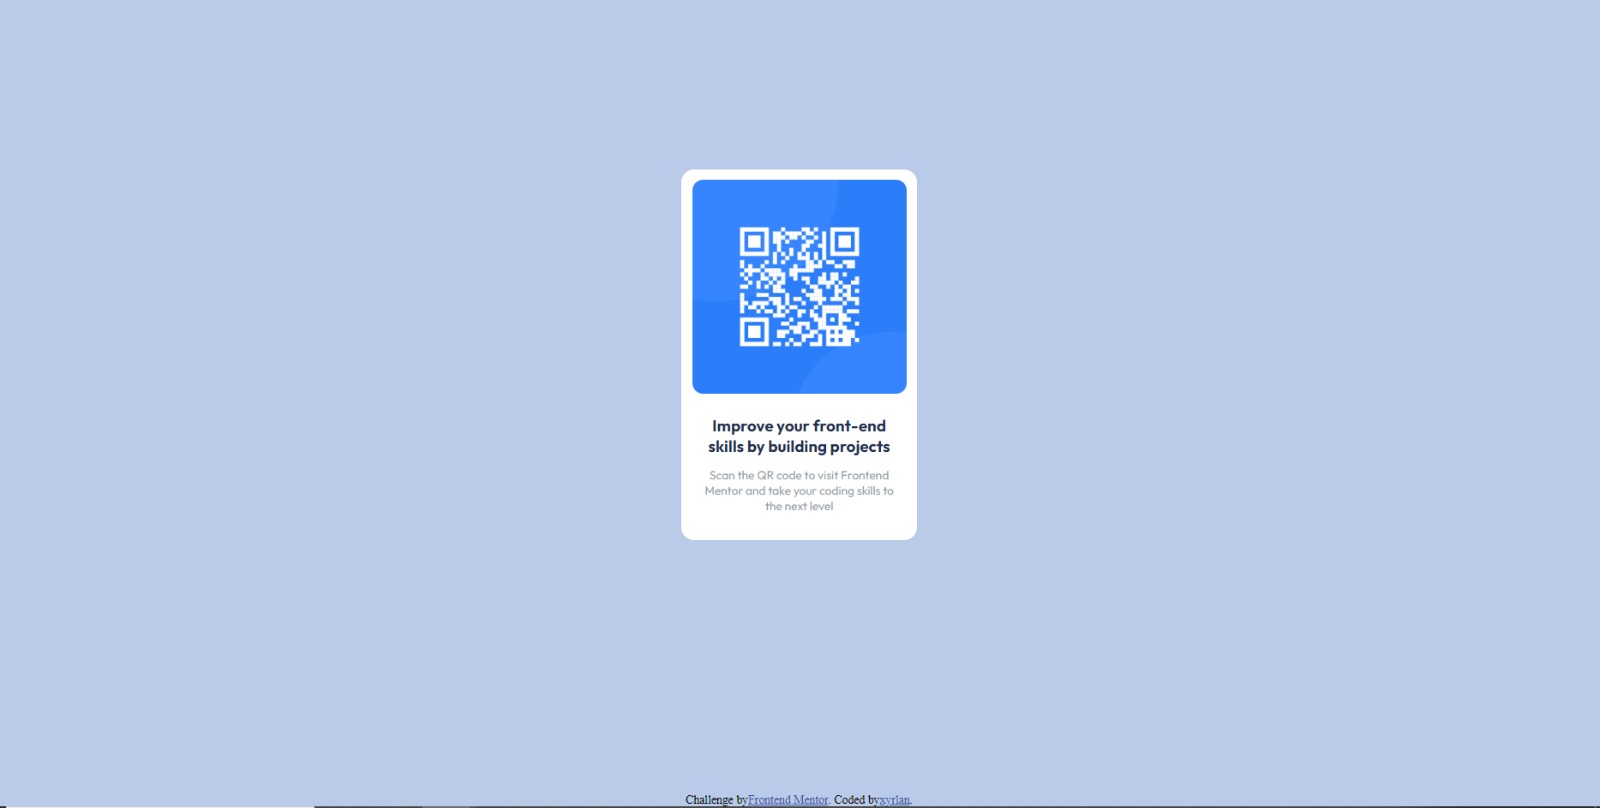 Improve your front-end
skills by building projects
Scan the QR code to visit Frontend
Mentor and take your coding skills to
the next level
Challenge byFrontend Mentor. Coded byxyrlan.